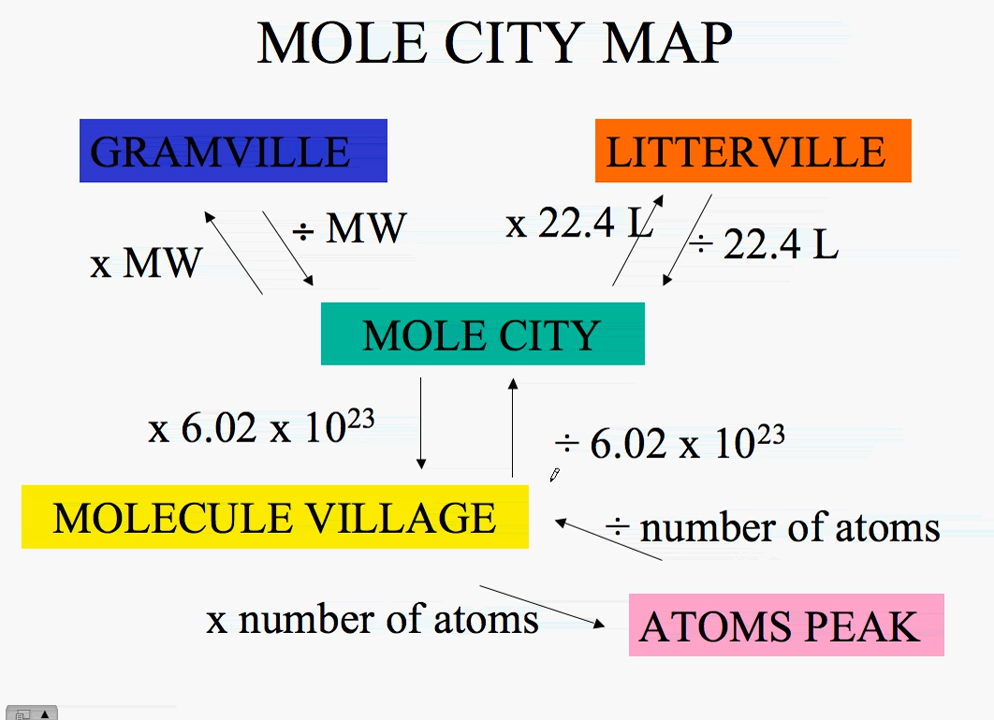 MOLE CITY MAP
GRAMVILLE
LITTERVILLE
x MW
÷ MW
x 22.4 L
÷ 22.4 L
MOLE CITY
x 6.02 x 10²³
÷ 6.02 x 10²³
MOLECULE VILLAGE
÷ number of atoms
x number of atoms
ATOMS PEAK